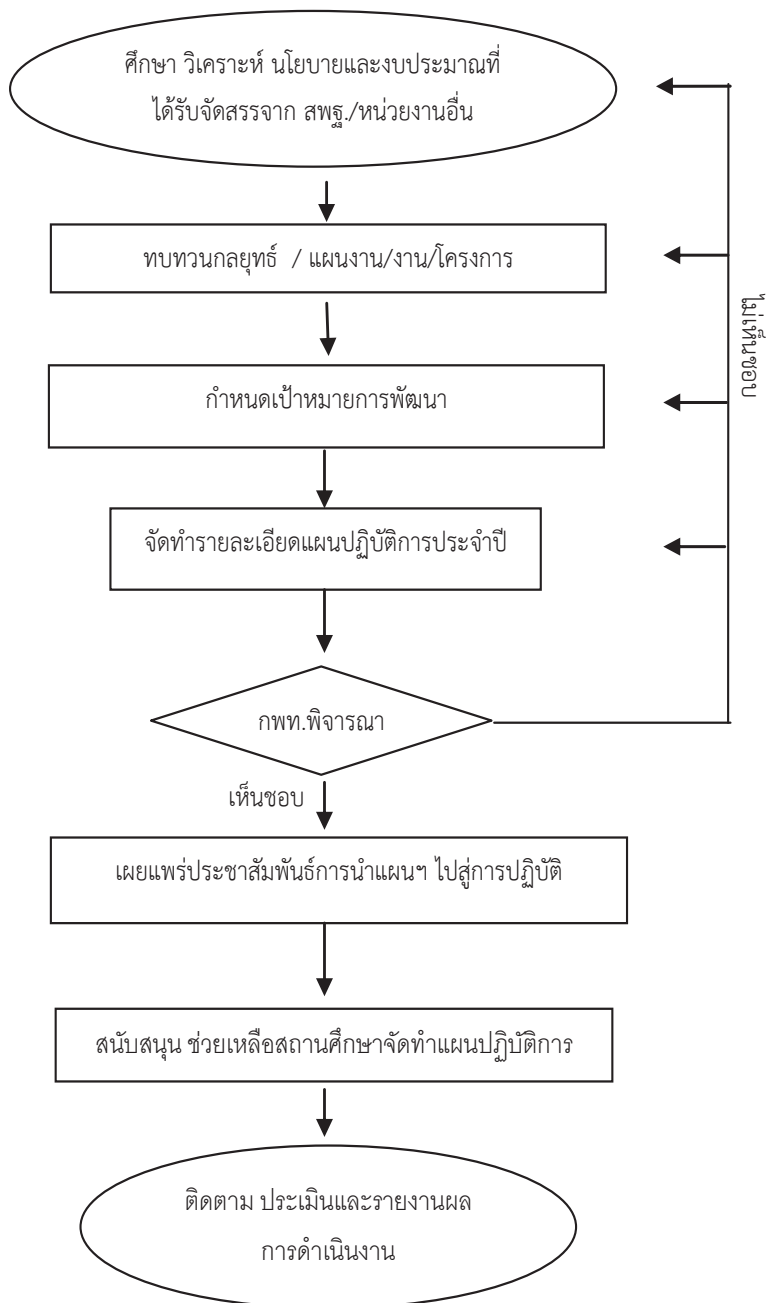 ศึกษา วิเคราะห์ นโยบายและงบประมาณที่
ได้รับจัดสรรจาก สพฐ./หน่วยงานอื่น
ทบทวนกลยุทธ์ / แผนงาน/งาน/โครงการ
กำหนดเป้าหมายการพัฒนา
จัดทำรายละเอียดแผนปฏิบัติการประจำปี
กพท.พิจารณา
ไม่เห็นชอบ
เห็นชอบ
เผยแพร่ประชาสัมพันธ์การนำแผนฯ ไปสู่การปฏิบัติ
สนับสนุน ช่วยเหลือสถานศึกษาจัดทำแผนปฏิบัติการ
ติดตาม ประเมินและรายงานผล
การดำเนินงาน